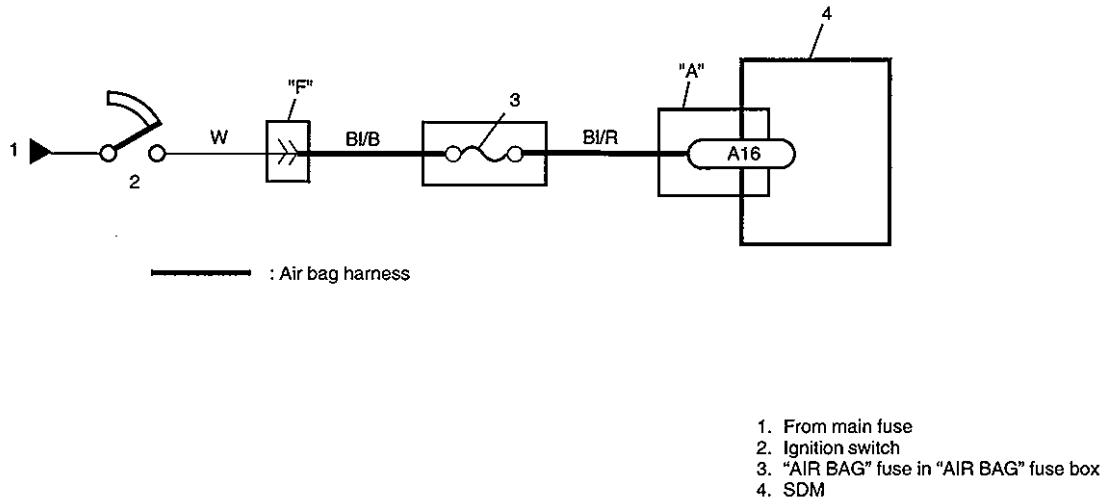 4
"A"
"F"
3
W
Bl/B
Bl/R
1
A16
2
: Air bag harness
1. From main fuse
2. Ignition switch
3. "AIR BAG" fuse in "AIR BAG" fuse box
4. SDM